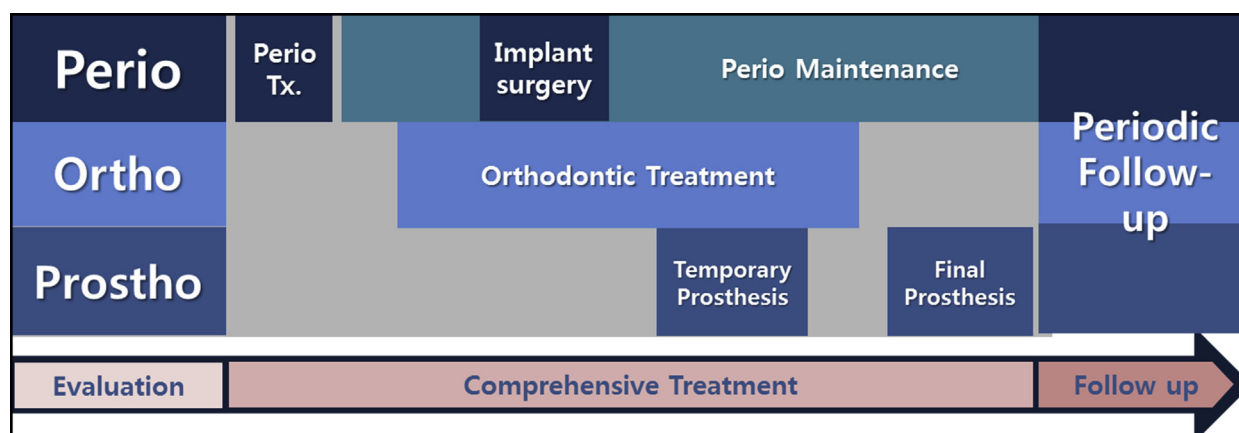 Perio
Perio
Tx.
Implant
surgery
Perio Maintenance
Ortho
Orthodontic Treatment
Periodic
Follow-
up
Prostho
Temporary
Prosthesis
Final
Prosthesis
Evaluation
Comprehensive Treatment
Follow up